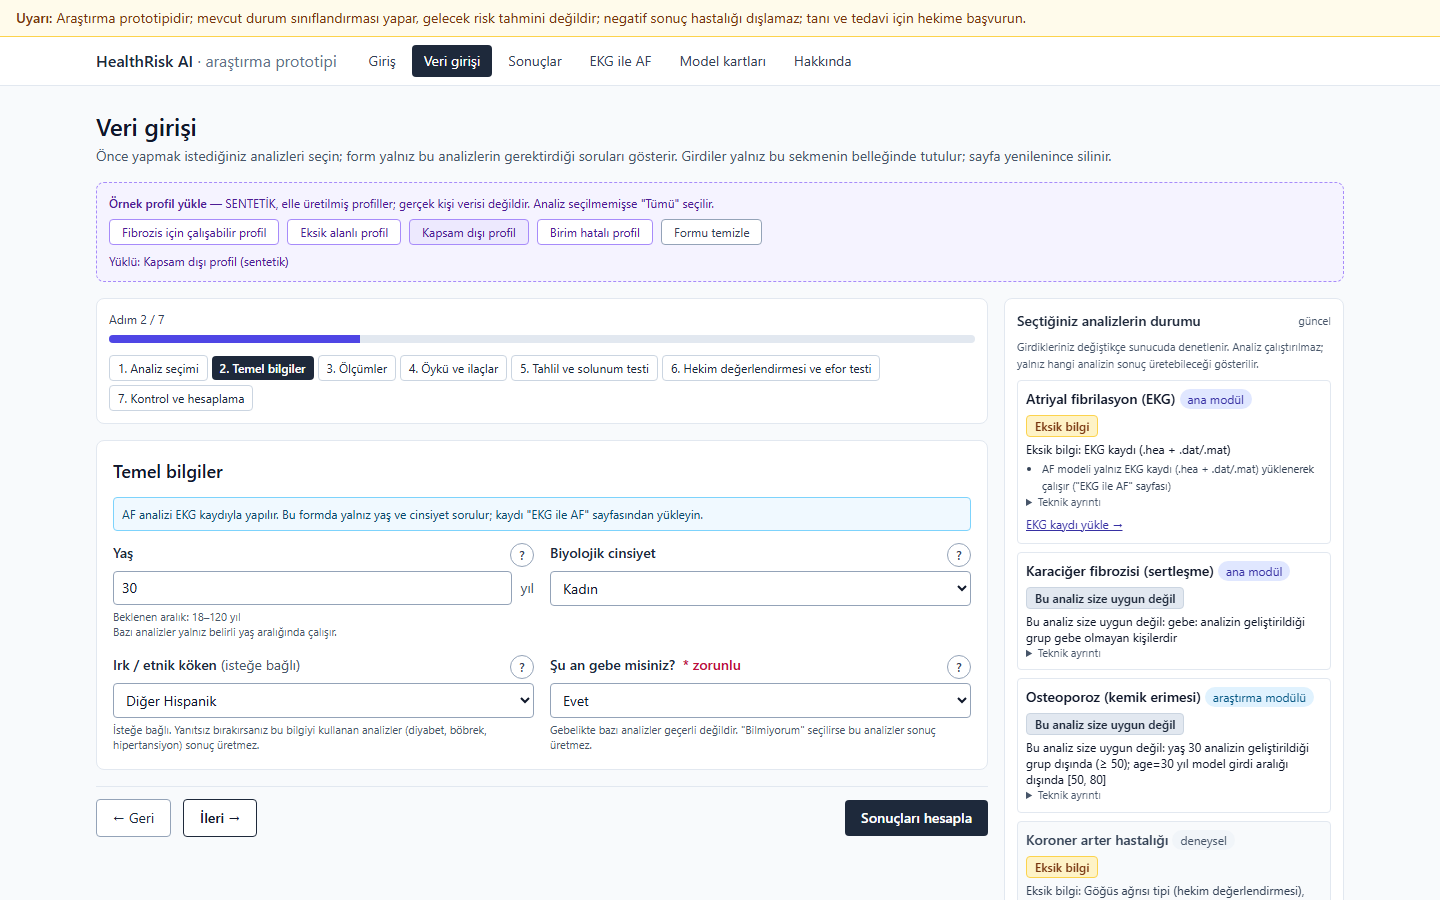 Uyarı: Araştırma prototipidir; mevcut durum sınıflandırması yapar, gelecek risk tahmini değildir; negatif sonuç hastalığı dışlamaz; tanı ve tedavi için hekime başvurun.
HealthRisk AI · araştırma prototipi
Giriş
Veri girişi
Sonuçlar
EKG ile AF
Model kartları
Hakkında
Veri girişi
Önce yapmak istediğiniz analizleri seçin; form yalnız bu analizlerin gerektirdiği soruları gösterir. Girdiler yalnız bu sekmenin belleğinde tutulur; sayfa yenilenince silinir.
Örnek profil yükle — SENTETİK, elle üretilmiş profiller; gerçek kişi verisi değildir. Analiz seçilmemişse "Tümü" seçilir.
Fibrozis için çalışabilir profil
Eksik alanlı profil
Kapsam dışı profil
Birim hatalı profil
Formu temizle
Yüklü: Kapsam dışı profil (sentetik)
Adım 2 / 7
1. Analiz seçimi
2. Temel bilgiler
3. Ölçümler
4. Öykü ve ilaçlar
5. Tahlil ve solunum testi
6. Hekim değerlendirmesi ve efor testi
7. Kontrol ve hesaplama
Temel bilgiler
AF analizi EKG kaydıyla yapılır. Bu formda yalnız yaş ve cinsiyet sorulur; kaydı "EKG ile AF" sayfasından yükleyin.
Yaş
?
30
yıl
Beklenen aralık: 18–120 yıl
Bazı analizler yalnız belirli yaş aralığında çalışır.
Biyolojik cinsiyet
?
Kadın
Irk / etnik köken (isteğe bağlı)
?
Diğer Hispanik
İsteğe bağlı. Yanıtsız bırakırsanız bu bilgiyi kullanan analizler (diyabet, böbrek,
hipertansiyon) sonuç üretmez.
Şu an gebe misiniz? * zorunlu
?
Evet
Gebelikte bazı analizler geçerli değildir. "Bilmiyorum" seçilirse bu analizler sonuç
üretmez.
← Geri
İleri →
Sonuçları hesapla
Seçtiğiniz analizlerin durumu
güncel
Girdikleriniz değiştikçe sunucuda denetlenir. Analiz çalıştırılmaz;
yalnız hangi analizin sonuç üretebileceği gösterilir.
Atriyal fibrilasyon (EKG) ana modül
Eksik bilgi
Eksik bilgi: EKG kaydı (.hea + .dat/.mat)
• AF modeli yalnız EKG kaydı (.hea + .dat/.mat) yüklenerek
çalışır ("EKG ile AF" sayfası)
▶ Teknik ayrıntı
EKG kaydı yükle →
Karaciğer fibrozisi (sertleşme) ana modül
Bu analiz size uygun değil
Bu analiz size uygun değil: gebe: analizin geliştirildiği
grup gebe olmayan kişilerdir
▶ Teknik ayrıntı
Osteoporoz (kemik erimesi) araştırma modülü
Bu analiz size uygun değil
Bu analiz size uygun değil: yaş 30 analizin geliştirildiği
grup dışında (≥ 50); age=30 yıl model girdi aralığı
dışında [50, 80]
▶ Teknik ayrıntı
Koroner arter hastalığı deneysel
Eksik bilgi
Eksik bilgi: Göğüs ağrısı tipi (hekim değerlendirmesi),